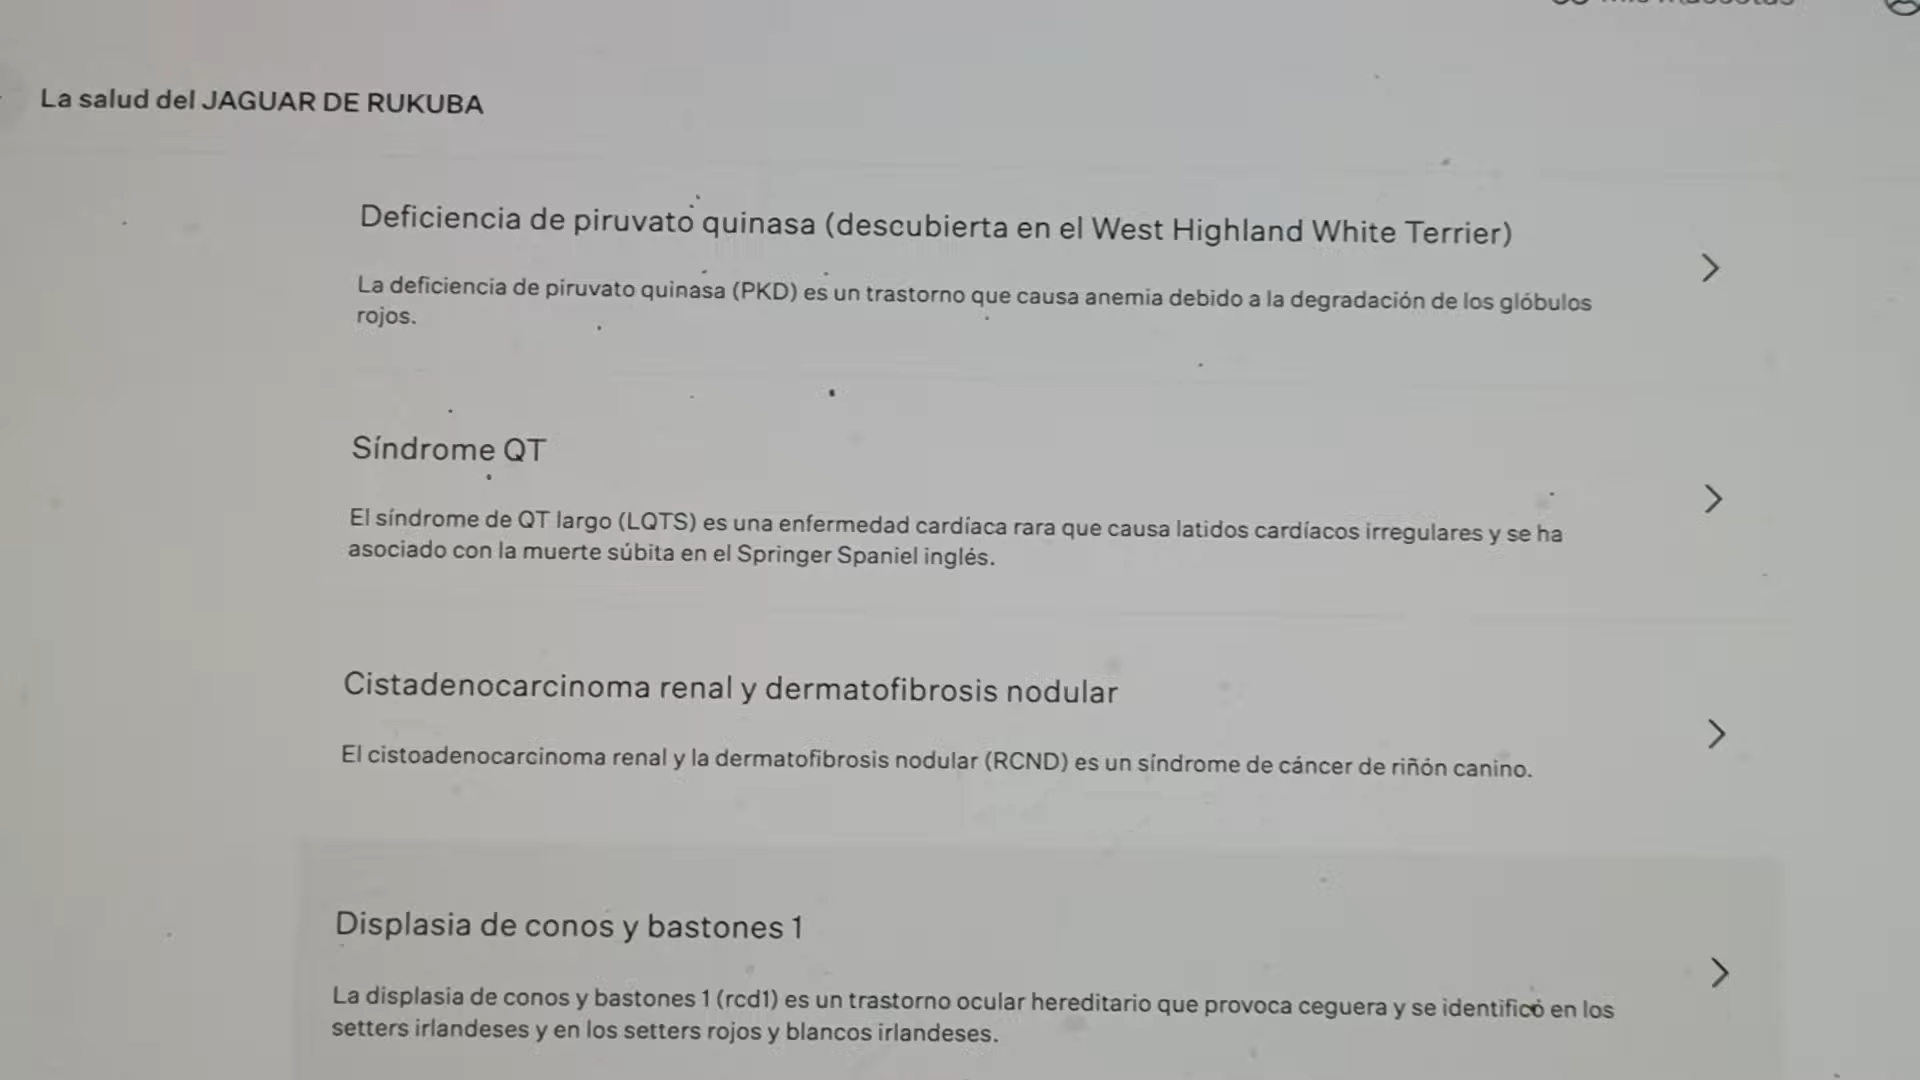 La salud del JAGUAR DE RUKUBA
Deficiencia de piruvato quinasa (descubierta en el West Highland White Terrier)
La deficiencia de piruvato quinasa (PKD) es un trastorno que causa anemia debido a la degradación de los glóbulos
rojos.
Síndrome QT
El síndrome de QT largo (LQTS) es una enfermedad cardíaca rara que causa latidos cardíacos irregulares y se ha
asociado con la muerte súbita en el Springer Spaniel inglés.
Cistadenocarcinoma renal y dermatofibrosis nodular
El cistoadenocarcinoma renal y la dermatofibrosis nodular (RCND) es un síndrome de cáncer de riñón canino.
Displasia de conos y bastones 1
La displasia de conos y bastones 1 (rcd1) es un trastorno ocular hereditario que provoca ceguera y se identificó en los
setters irlandeses y en los setters rojos y blancos irlandeses.